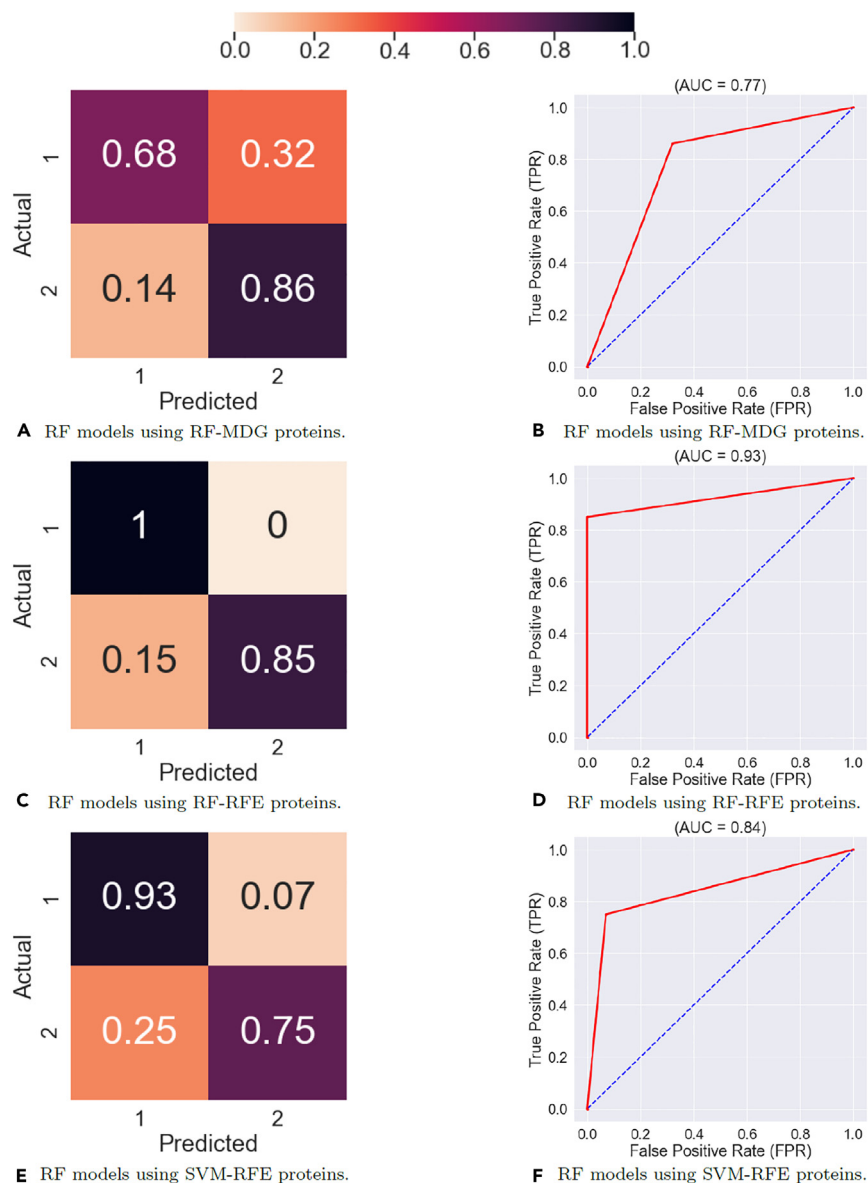 0.0 0.2 0.4 0.6 0.8 1.0
Actual
1
0.68 0.32
2
0.14 0.86
1 2
Predicted
A RF models using RF-MDG proteins.
(AUC = 0.77)
True Positive Rate (TPR)
1.0
0.8
0.6
0.4
0.2
0.0
0.0 0.2 0.4 0.6 0.8 1.0
False Positive Rate (FPR)
B RF models using RF-MDG proteins.
Actual
1
1 0
2
0.15 0.85
1 2
Predicted
C RF models using RF-RFE proteins.
(AUC = 0.93)
True Positive Rate (TPR)
1.0
0.8
0.6
0.4
0.2
0.0
0.0 0.2 0.4 0.6 0.8 1.0
False Positive Rate (FPR)
D RF models using RF-RFE proteins.
Actual
1
0.93 0.07
2
0.25 0.75
1 2
Predicted
E RF models using SVM-RFE proteins.
(AUC = 0.84)
True Positive Rate (TPR)
1.0
0.8
0.6
0.4
0.2
0.0
0.0 0.2 0.4 0.6 0.8 1.0
False Positive Rate (FPR)
F RF models using SVM-RFE proteins.